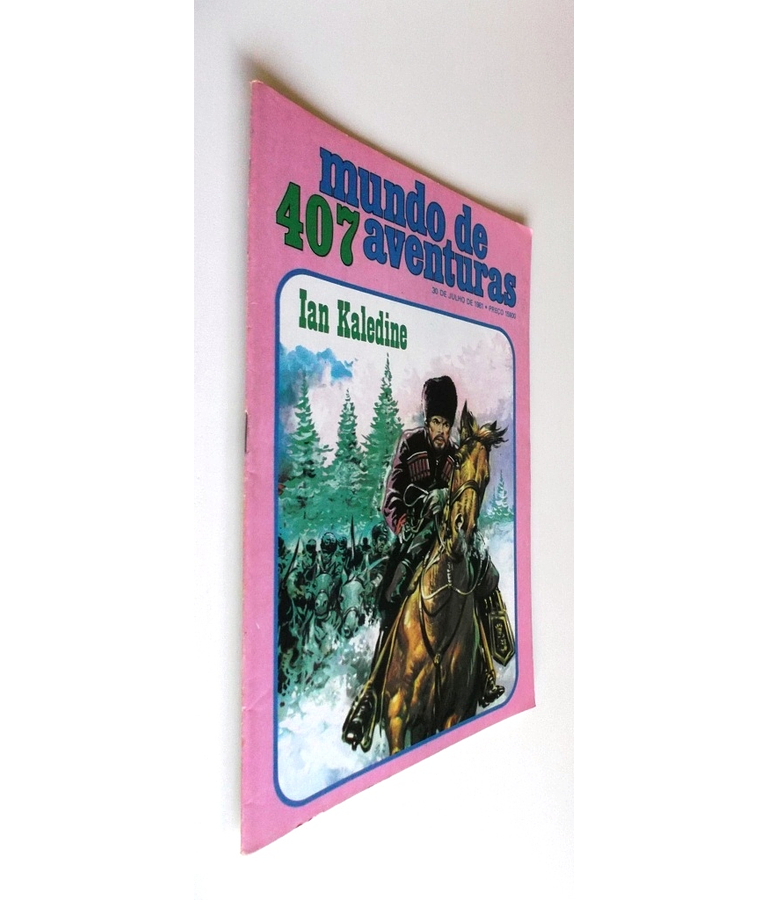 mundo de
407 aventuras
30 DE JULHO DE 1981 • PREÇO 15$00
Ian Kaledine